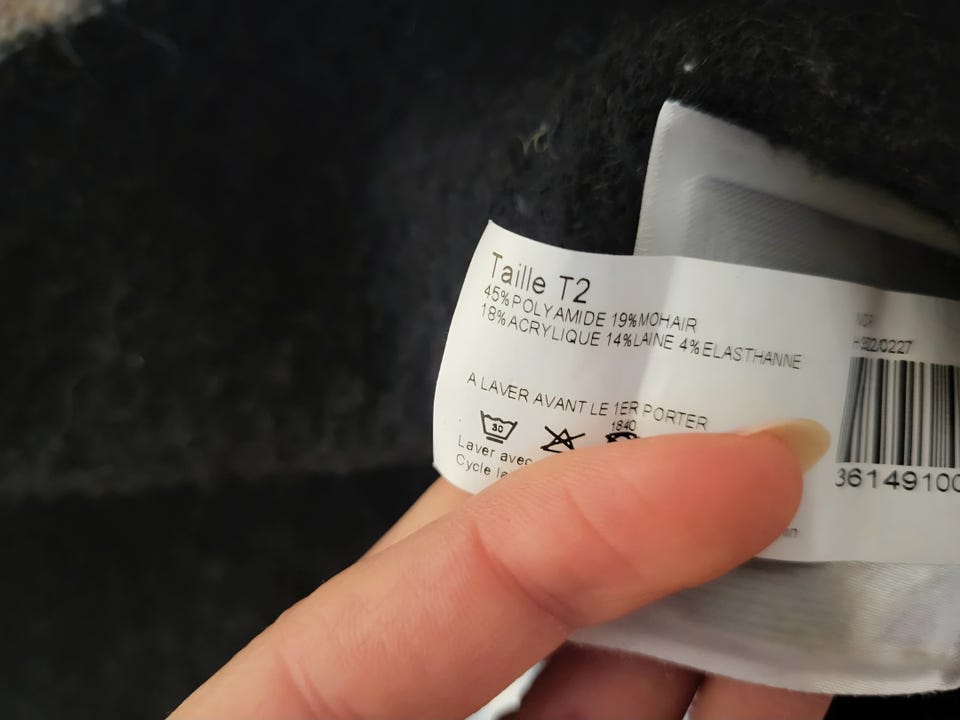 Taille T2
45%POLYAMIDE 19%MOHAIR
18%ACRYLIQUE 14%LAINE 4%ELASTHANNE
A LAVER AVANT LE 1ER PORTER
1840
30
Laver avec
Cycle
NOR
36149100